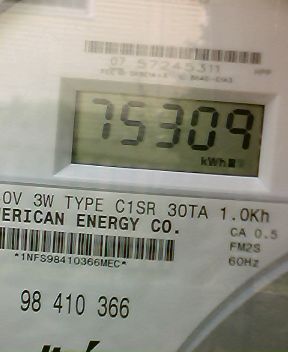 07 57245311
75309
kWh
0V 3W TYPE C1SR 30TA 1.0Kh
ERICAN ENERGY CO.
CA 0.5
FM2S
*1NFS98410366MEC*
60Hz
98 410 366